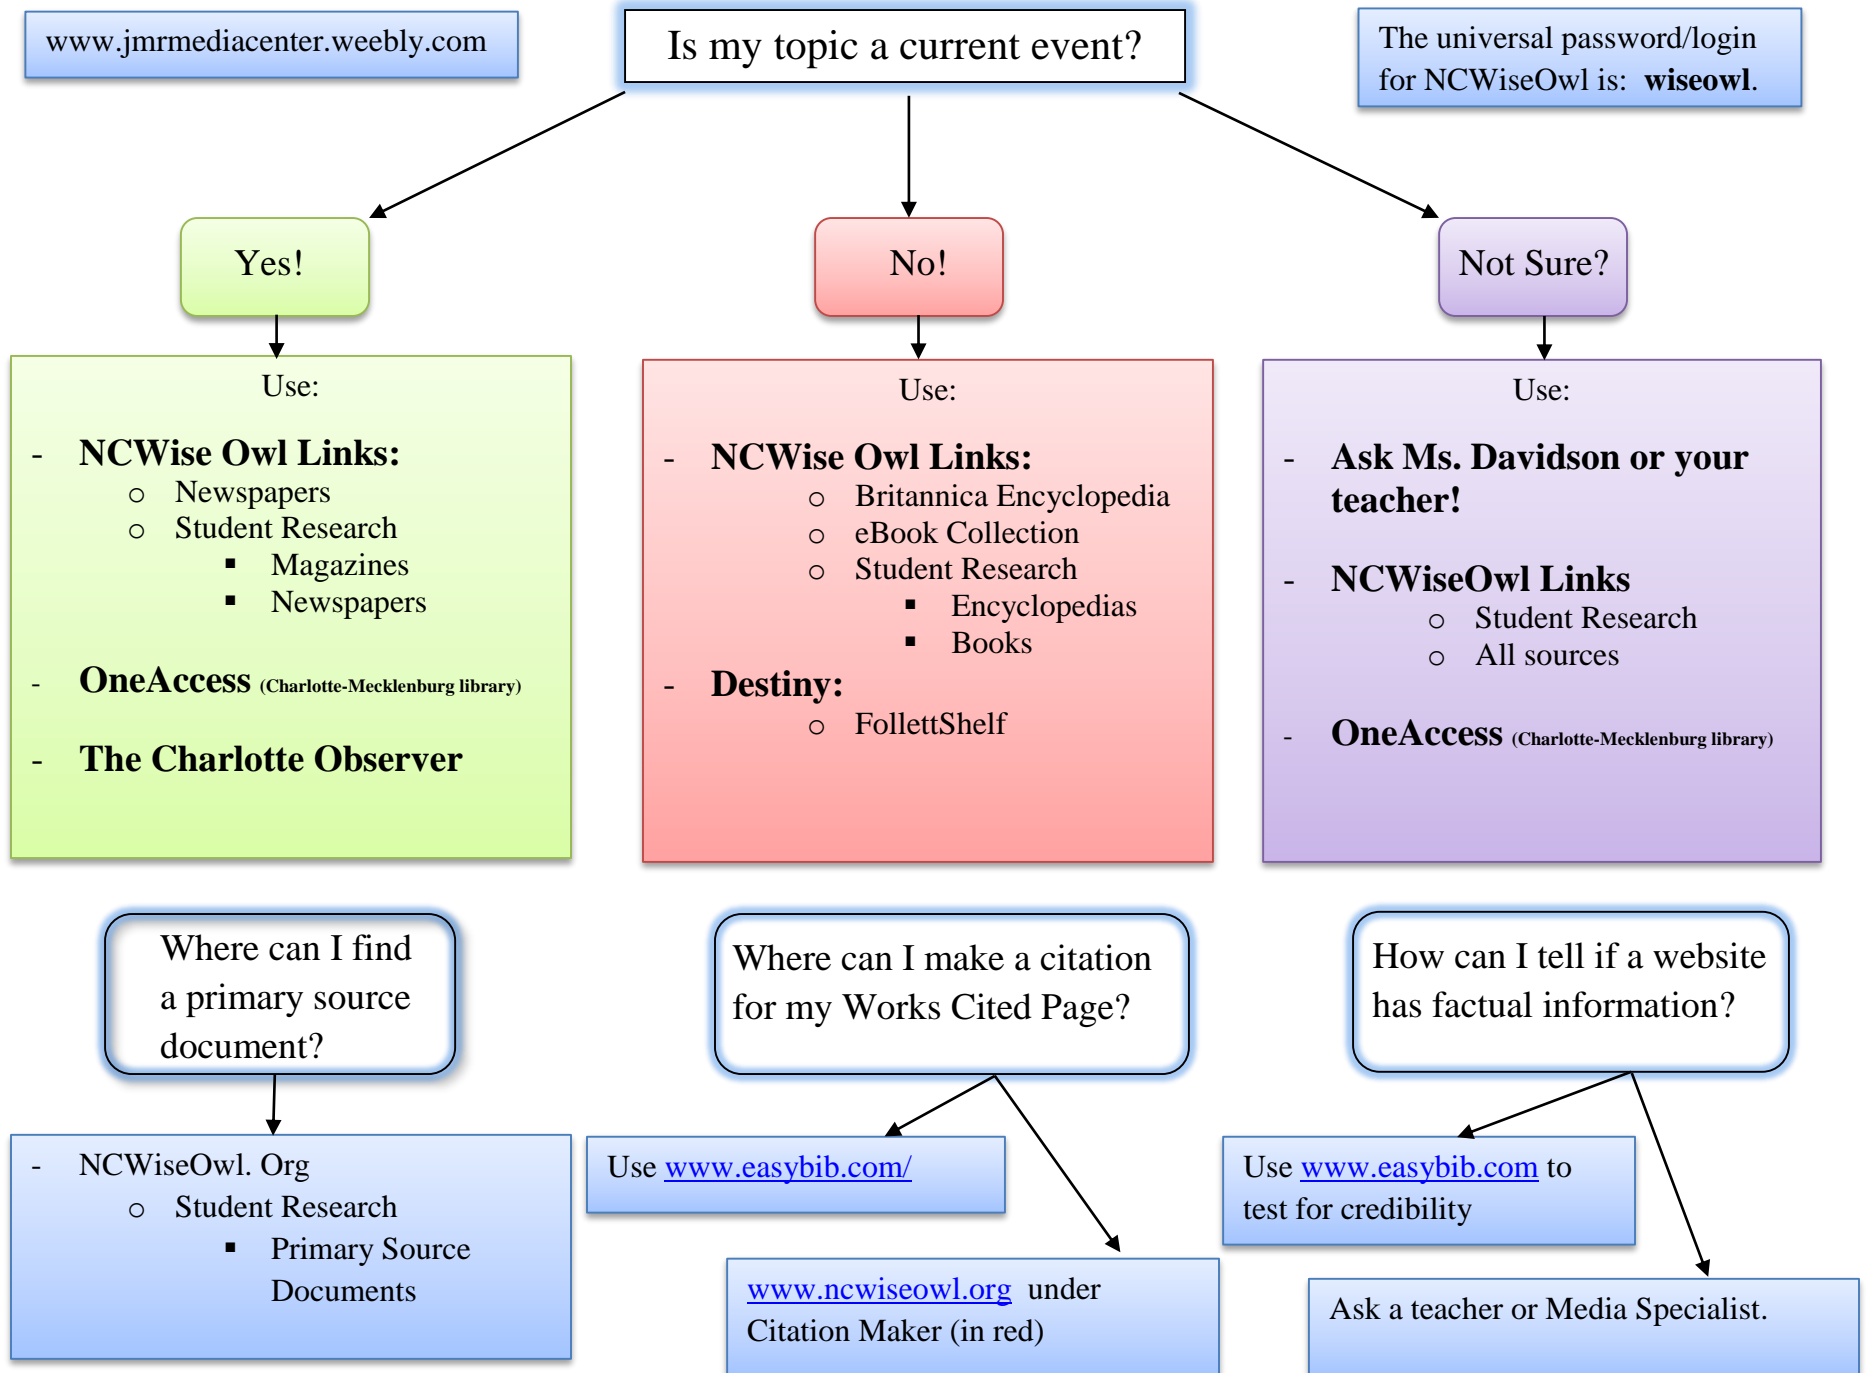 www.jmrmediacenter.weebly.com
Is my topic a current event?
The universal password/login
for NCWiseOwl is: wiseowl.
Yes!
No!
Not Sure?
Use:
- NCWise Owl Links:
o Newspapers
o Student Research
▪ Magazines
▪ Newspapers
- OneAccess (Charlotte-Mecklenburg library)
- The Charlotte Observer
Use:
- NCWise Owl Links:
o Britannica Encyclopedia
o eBook Collection
o Student Research
▪ Encyclopedias
▪ Books
- Destiny:
o FollettShelf
Use:
- Ask Ms. Davidson or your
teacher!
- NCWiseOwl Links
o Student Research
o All sources
- OneAccess (Charlotte-Mecklenburg library)
Where can I find
a primary source
document?
- NCWiseOwl. Org
o Student Research
▪ Primary Source
Documents
Where can I make a citation
for my Works Cited Page?
Use www.easybib.com/
www.ncwiseowl.org under
Citation Maker (in red)
How can I tell if a website
has factual information?
Use www.easybib.com to
test for credibility
Ask a teacher or Media Specialist.